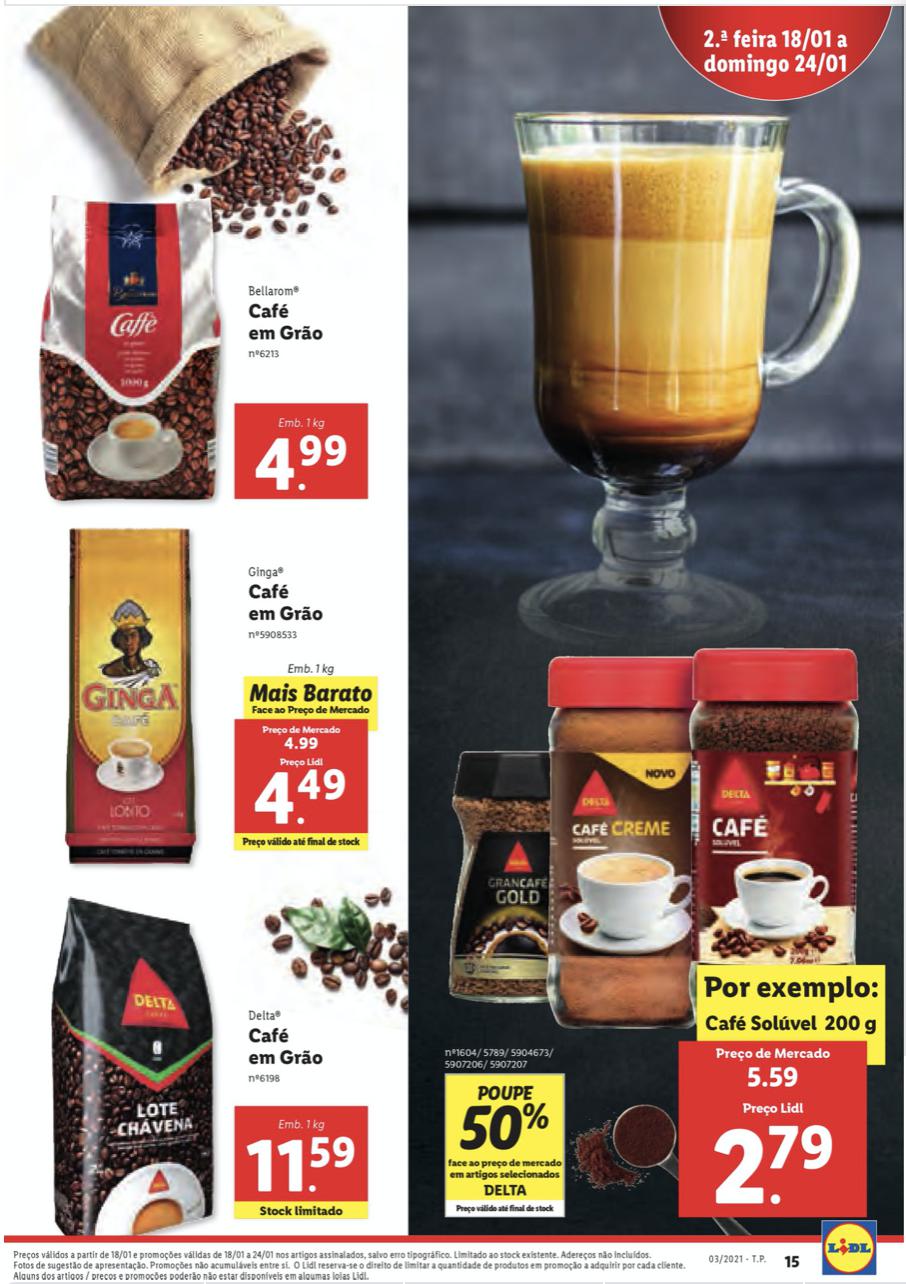 2.ª feira 18/01 a
domingo 24/01
Caffè
1000 g
Bellarom®
Café
em Grão
nº6213
Emb. 1 kg
4.99
GINGA
CAFÉ
LOTE
LOBITO
Ginga®
Café
em Grão
nº5908533
Emb. 1 kg
Mais Barato
Face ao Preço de Mercado
Preço de Mercado
4.99
Preço Lidl
4.49
Preço válido até final de stock
DELTA
CAFÉS
LOTE
CHÁVENA
Delta®
Café
em Grão
nº6198
Emb. 1 kg
11.59
Stock limitado
GRANCAFÉ
GOLD
NOVO
DELTA
CAFÉ CREME
SOLÚVEL
DELTA
CAFÉ
SOLÚVEL
Por exemplo:
Café Solúvel 200 g
Preço de Mercado
5.59
Preço Lidl
2.79
nº1604/ 5789/ 5904673/
5907206/ 5907207
POUPE
50%
face ao preço de mercado
em artigos selecionados
DELTA
Preço válido até final de stock
Preços válidos a partir de 18/01 e promoções válidas de 18/01 a 24/01 nos artigos assinalados, salvo erro tipográfico. Limitado ao stock existente. Adereços não incluídos.
Fotos de sugestão de apresentação. Promoções não acumuláveis entre si. O Lidl reserva-se o direito de limitar a quantidade de produtos em promoção a adquirir por cada cliente.
Alguns dos artigos / preços e promoções poderão não estar disponíveis em algumas lojas Lidl.
03/2021 - T.P.
15
LIDL